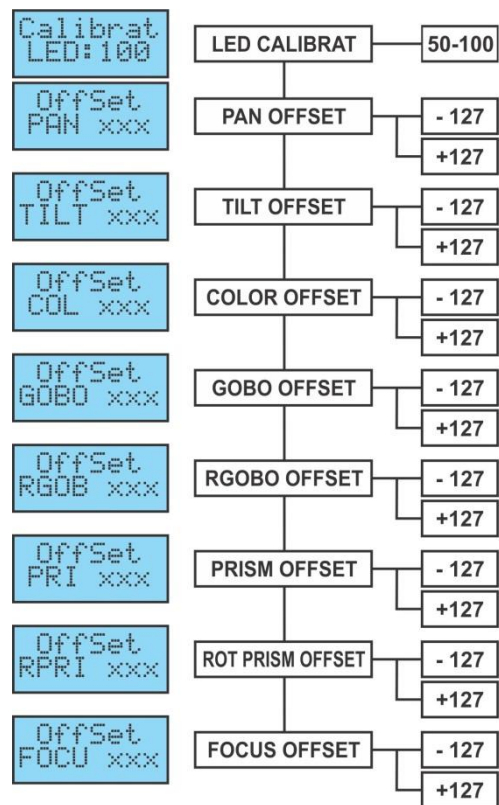 Calibrat
LED:100
LED CALIBRAT
50-100
OffSet
PAN xxx
PAN OFFSET
- 127
+127
OffSet
TILT xxx
TILT OFFSET
- 127
+127
OffSet
COL xxx
COLOR OFFSET
- 127
+127
OffSet
GOBO xxx
GOBO OFFSET
- 127
+127
OffSet
RGOB xxx
RGOBO OFFSET
- 127
+127
OffSet
PRI xxx
PRISM OFFSET
- 127
+127
OffSet
RPRI xxx
ROT PRISM OFFSET
- 127
+127
OffSet
FOCU xxx
FOCUS OFFSET
- 127
+127